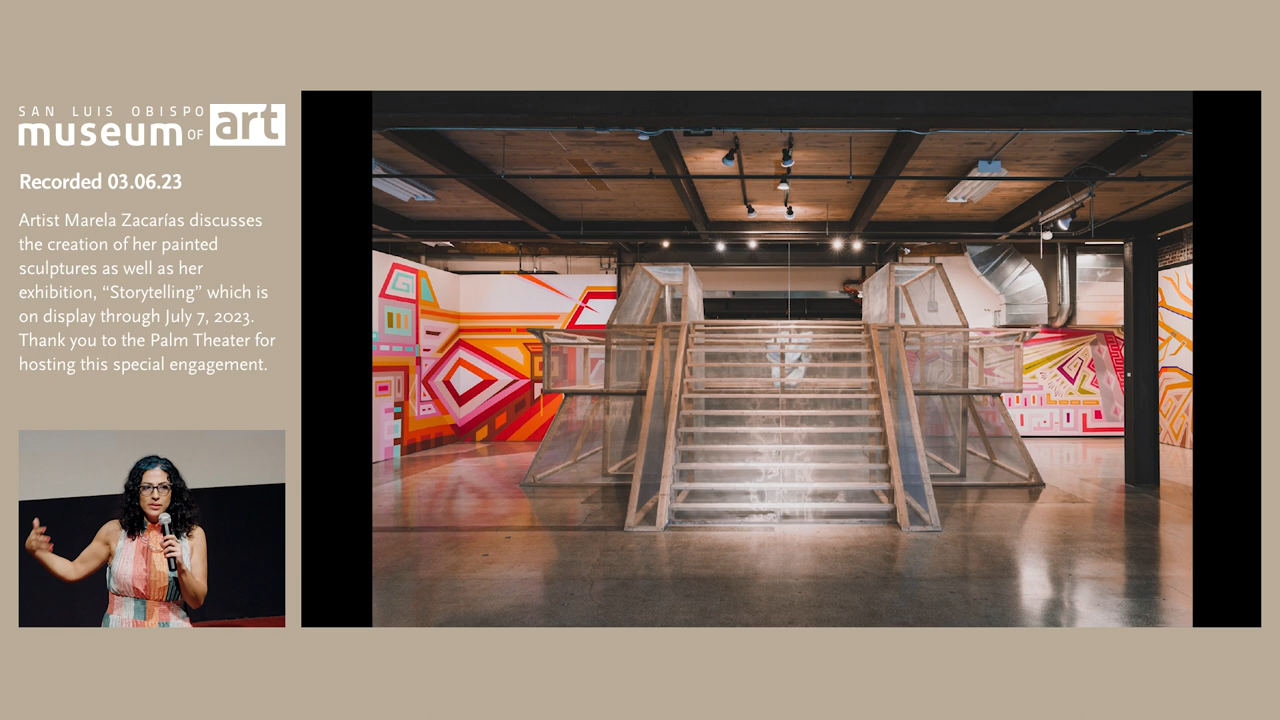 SAN LUIS OBISPO
museum OF art
Recorded 03.06.23
Artist Marela Zacarías discusses
the creation of her painted
sculptures as well as her
exhibition, “Storytelling” which is
on display through July 7, 2023.
Thank you to the Palm Theater for
hosting this special engagement.